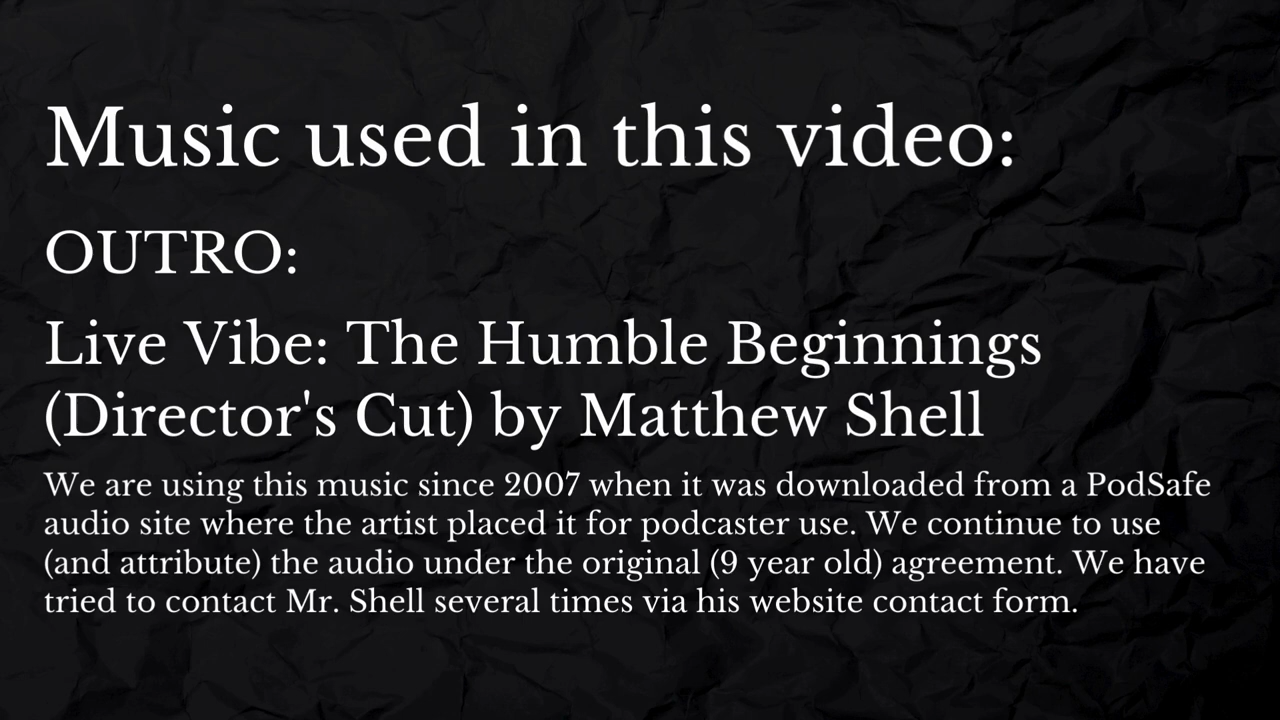 Music used in this video:
OUTRO:
Live Vibe: The Humble Beginnings
(Director's Cut) by Matthew Shell
We are using this music since 2007 when it was downloaded from a PodSafe
audio site where the artist placed it for podcaster use. We continue to use
(and attribute) the audio under the original (9 year old) agreement. We have
tried to contact Mr. Shell several times via his website contact form.